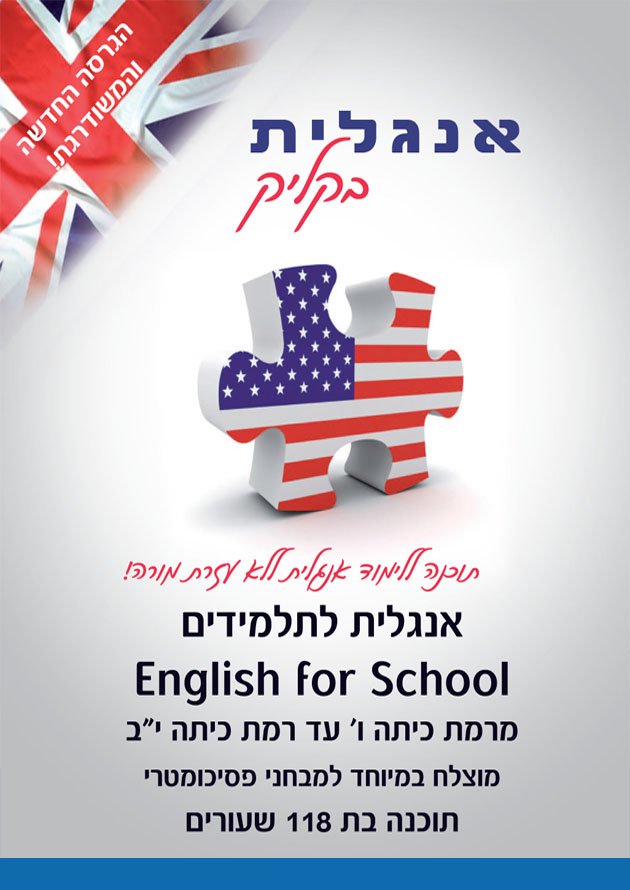 הגרסה החדשה
והמשודרגת!
אנגלית
בקליק
תוכנה ללימוד אנגלית ללא עזרת מורה!
אנגלית לתלמידים
English for School
מרמת כיתה ו' עד רמת כיתה י"ב
מוצלח במיוחד למבחני פסיכומטרי
תוכנה בת 118 שעורים